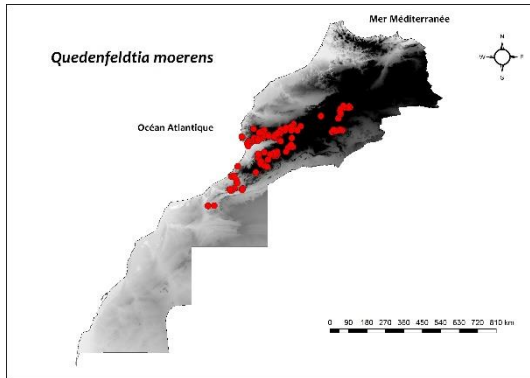 Mer Méditerranée
Quedenfeldtia moerens
N
W E
S
Océan Atlantique
0 90 180 270 360 450 540 630 720 810 km